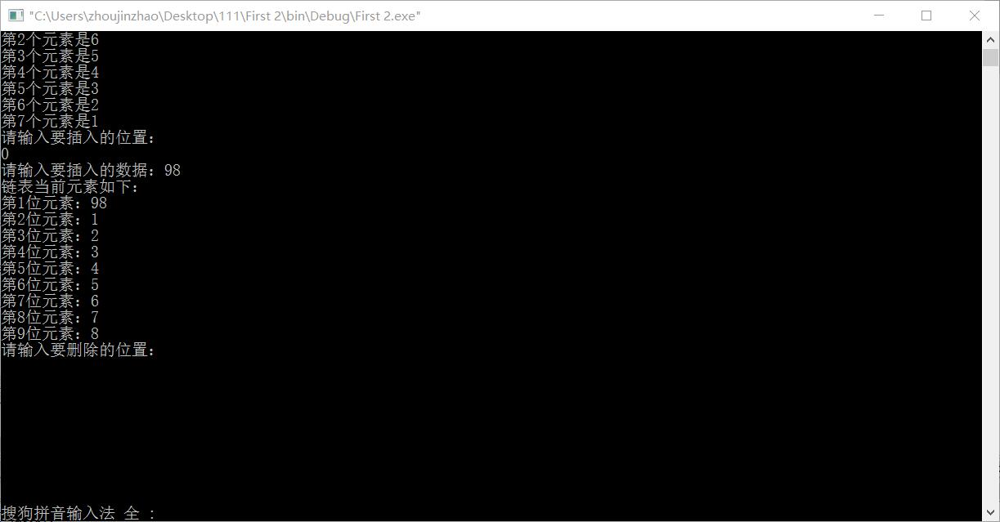 "C:\Users\zhoujinzhao\Desktop\111\First 2\bin\Debug\First 2.exe"
第2个元素是6
第3个元素是5
第4个元素是4
第5个元素是3
第6个元素是2
第7个元素是1
请输入要插入的位置：
0
请输入要插入的数据：98
链表当前元素如下：
第1位元素：98
第2位元素：1
第3位元素：2
第4位元素：3
第5位元素：4
第6位元素：5
第7位元素：6
第8位元素：7
第9位元素：8
请输入要删除的位置：
搜狗拼音输入法 全 :